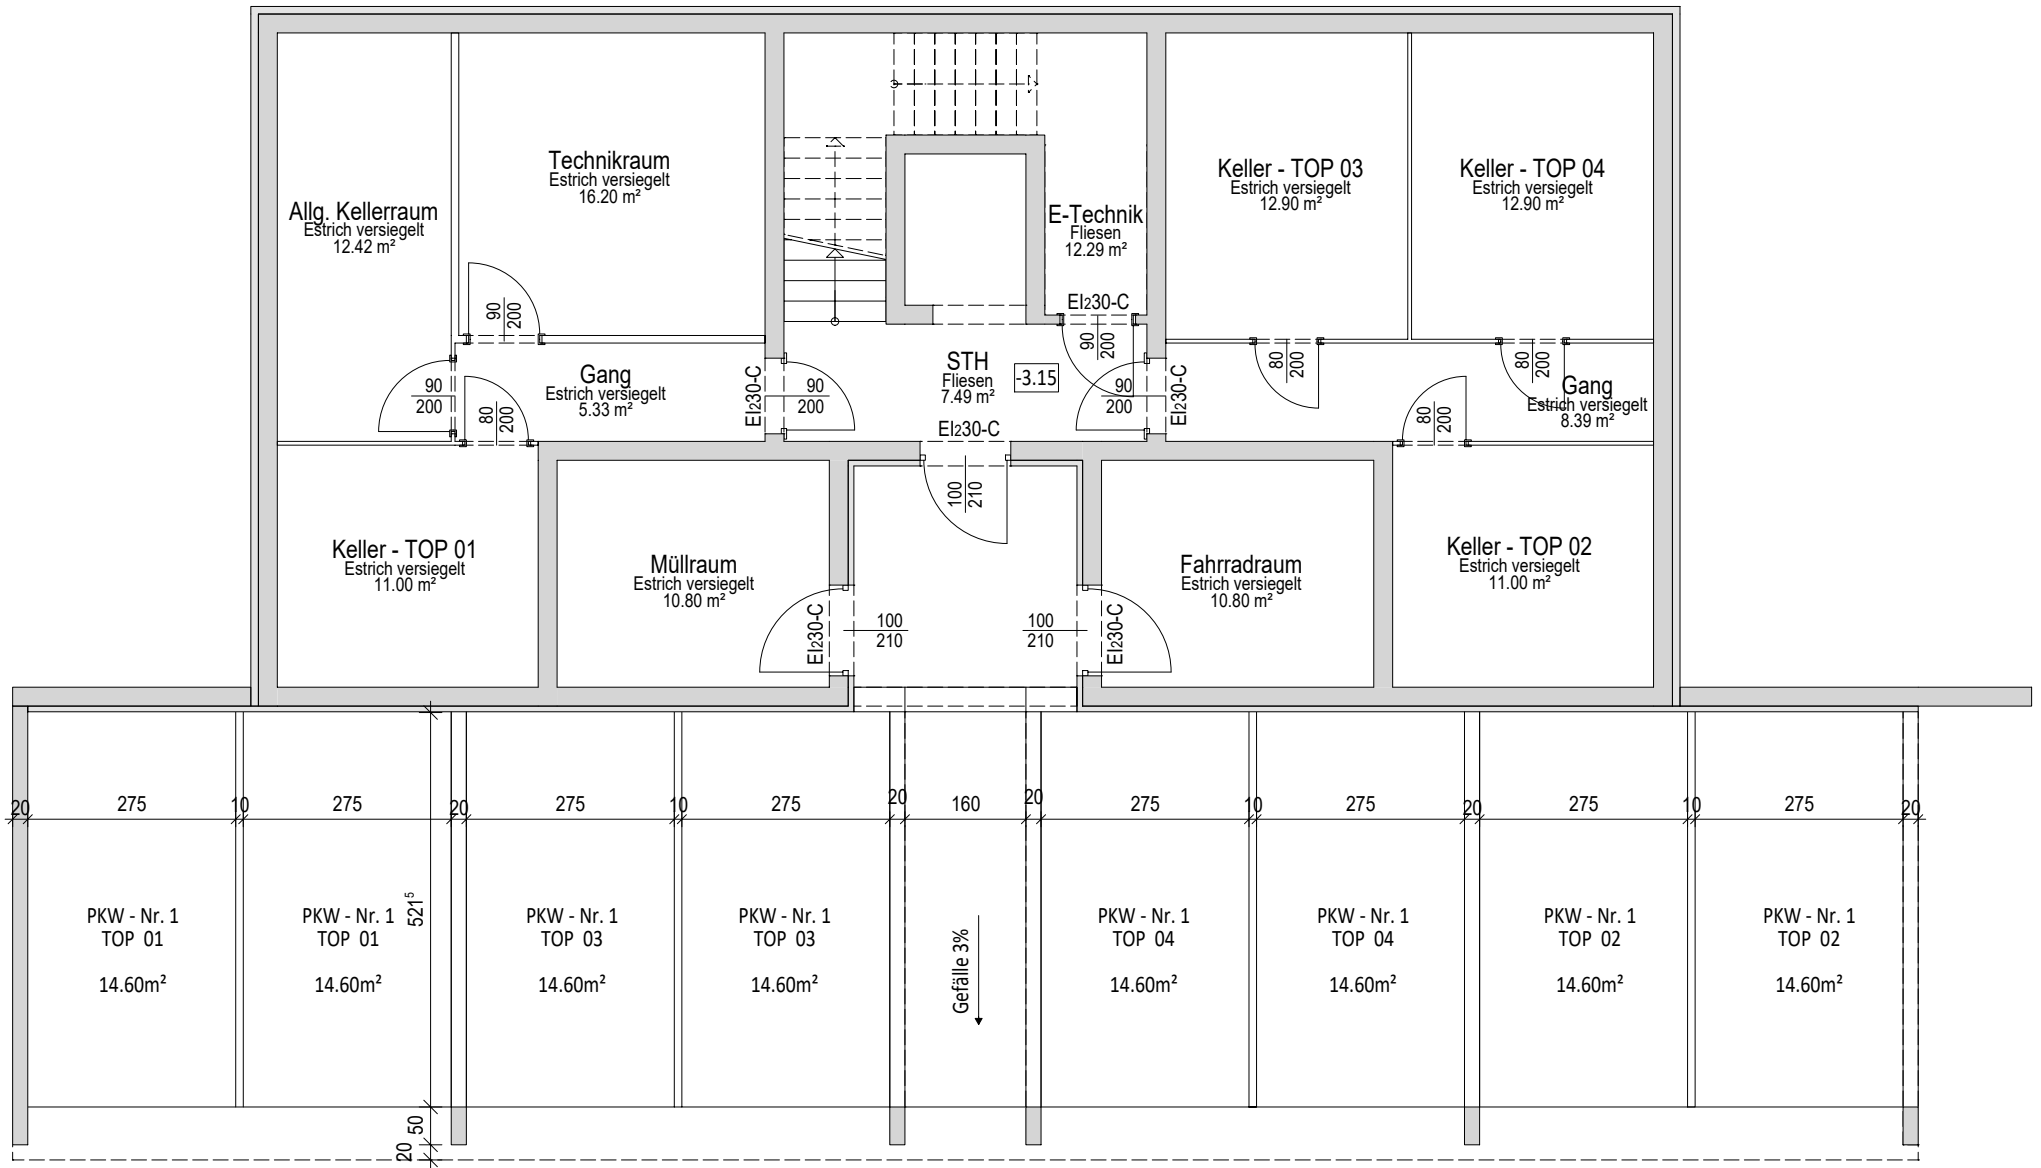 Technikraum
Estrich versiegelt
16.20 m²
Allg. Kellerraum
Estrich versiegelt
12.42 m²
E-Technik
Fliesen
12.29 m²
Keller - TOP 03
Estrich versiegelt
12.90 m²
Keller - TOP 04
Estrich versiegelt
12.90 m²
90
200
EI₂30-C
90
200
80
200
80
200
Gang
Estrich versiegelt
5.33 m²
90
200
80
200
EI₂30-C
90
200
STH
Fliesen
7.49 m²
-3.15
90
200
EI₂30-C
EI₂30-C
80
200
Gang
Estrich versiegelt
8.39 m²
100
210
Keller - TOP 01
Estrich versiegelt
11.00 m²
Müllraum
Estrich versiegelt
10.80 m²
EI₂30-C
100
210
100
210
EI₂30-C
Fahrradraum
Estrich versiegelt
10.80 m²
Keller - TOP 02
Estrich versiegelt
11.00 m²
20 275 10 275 20 275 10 275 20 160 20 275 10 275 20 275 10 275 20
PKW - Nr. 1
TOP 01
14.60m²
PKW - Nr. 1
TOP 01
14.60m²
521⁵
PKW - Nr. 1
TOP 03
14.60m²
PKW - Nr. 1
TOP 03
14.60m²
Gefälle 3%
PKW - Nr. 1
TOP 04
14.60m²
PKW - Nr. 1
TOP 04
14.60m²
PKW - Nr. 1
TOP 02
14.60m²
PKW - Nr. 1
TOP 02
14.60m²
50
20